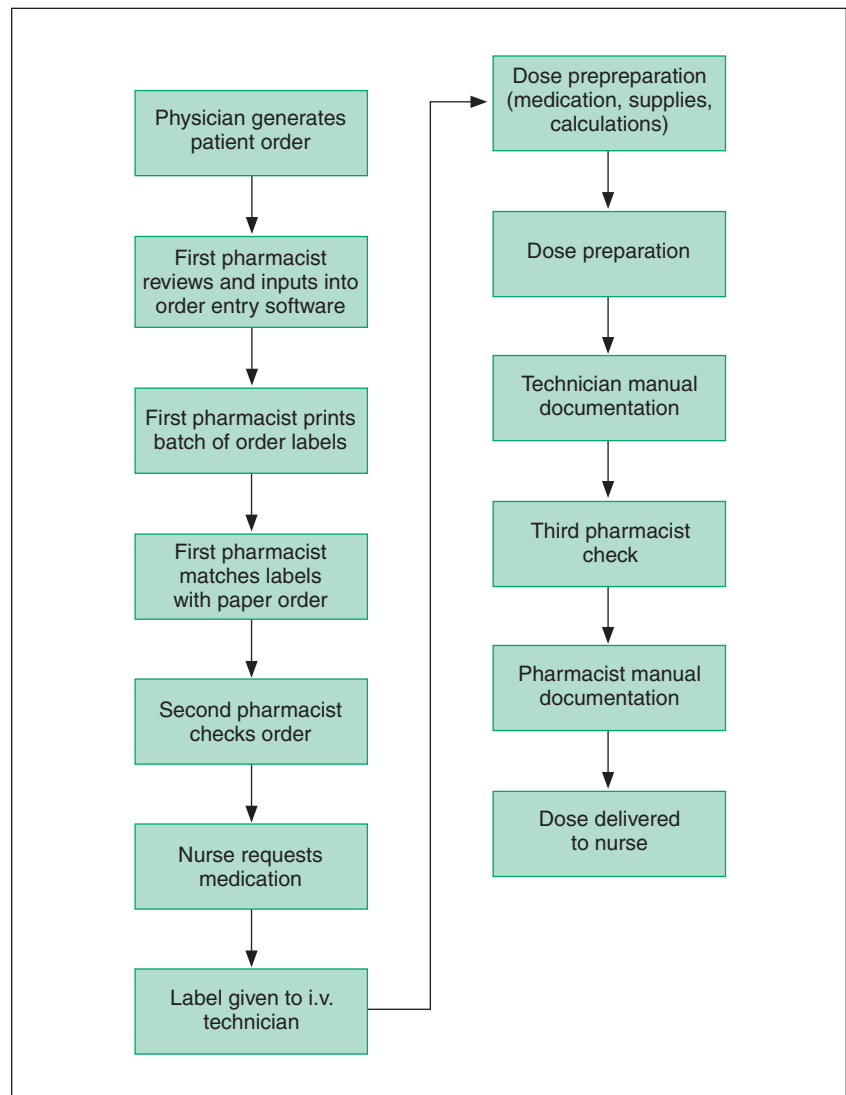 Physician generates
patient order
First pharmacist
reviews and inputs into
order entry software
First pharmacist prints
batch of order labels
First pharmacist
matches labels
with paper order
Second pharmacist
checks order
Nurse requests
medication
Label given to i.v.
technician
Dose prepreparation
(medication, supplies,
calculations)
Dose preparation
Technician manual
documentation
Third pharmacist
check
Pharmacist manual
documentation
Dose delivered
to nurse